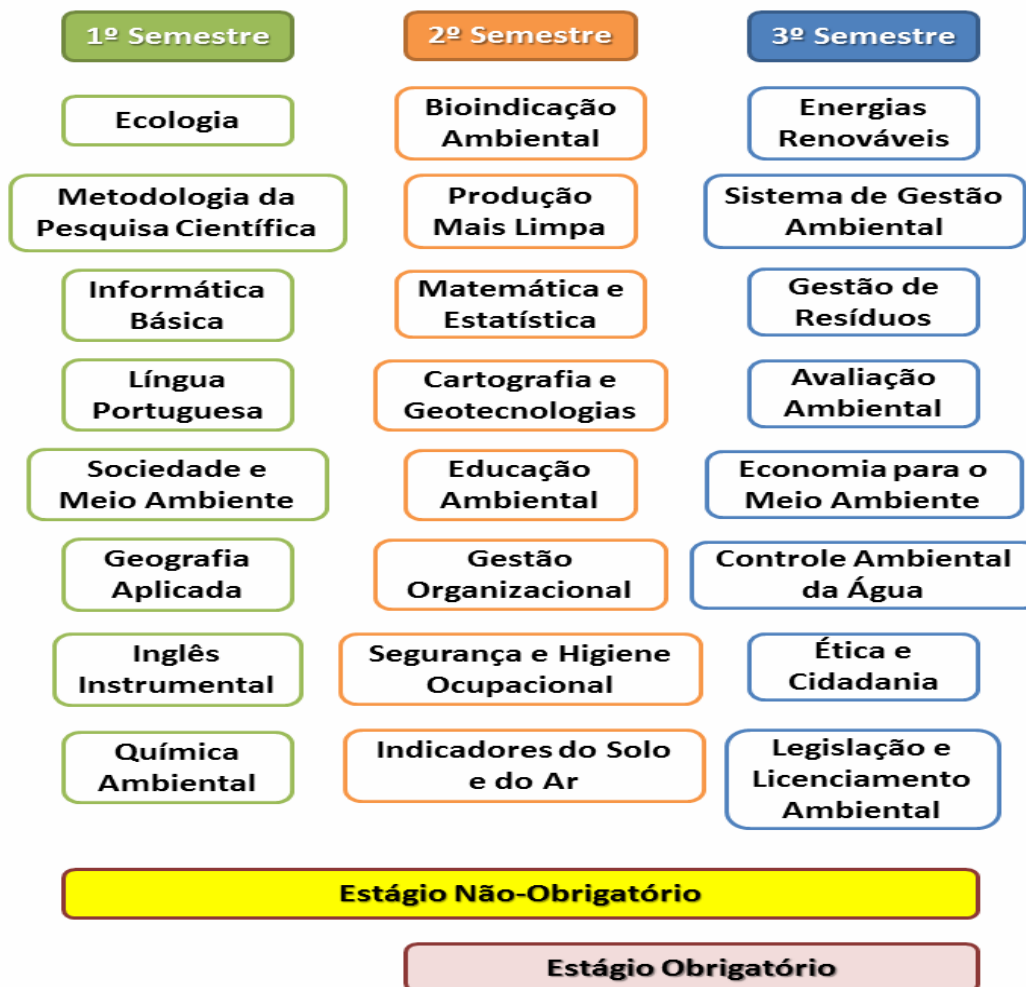 1º Semestre
2º Semestre
3º Semestre
Ecologia
Bioindicação
Ambiental
Energias
Renováveis
Metodologia da
Pesquisa Científica
Produção
Mais Limpa
Sistema de Gestão
Ambiental
Informática
Básica
Matemática e
Estatística
Gestão de
Resíduos
Língua
Portuguesa
Cartografia e
Geotecnologias
Avaliação
Ambiental
Sociedade e
Meio Ambiente
Educação
Ambiental
Economia para o
Meio Ambiente
Geografia
Aplicada
Gestão
Organizacional
Controle Ambiental
da Água
Inglês
Instrumental
Segurança e Higiene
Ocupacional
Ética e
Cidadania
Química
Ambiental
Indicadores do Solo
e do Ar
Legislação e
Licenciamento
Ambiental
Estágio Não-Obrigatório
Estágio Obrigatório